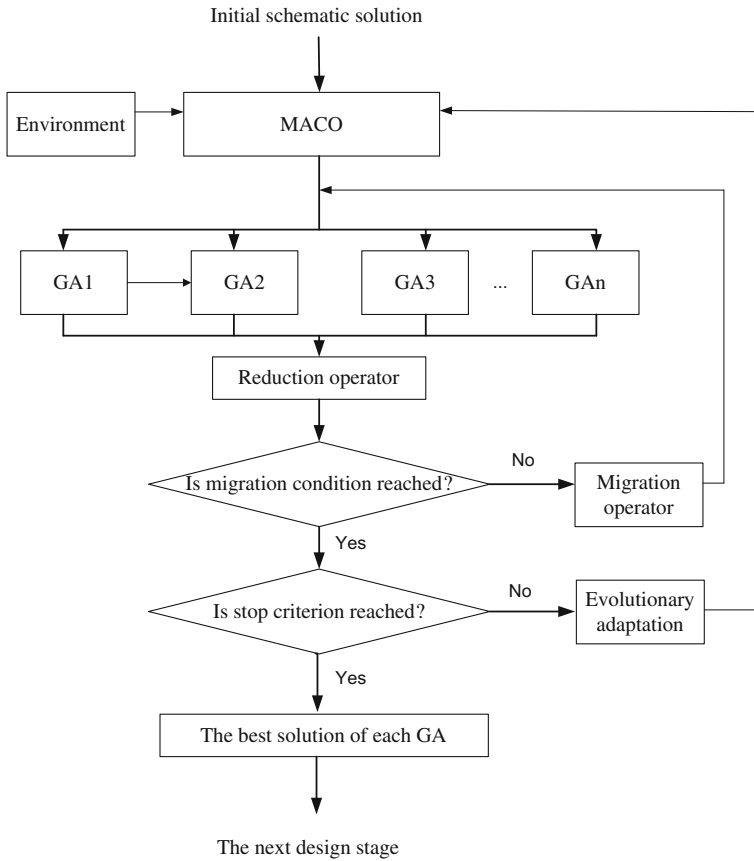 Initial schematic solution
Environment
MACO
GA1
GA2
GA3
...
GAn
Reduction operator
Is migration condition reached?
No
Migration
operator
Yes
Is stop criterion reached?
No
Evolutionary
adaptation
Yes
The best solution of each GA
The next design stage